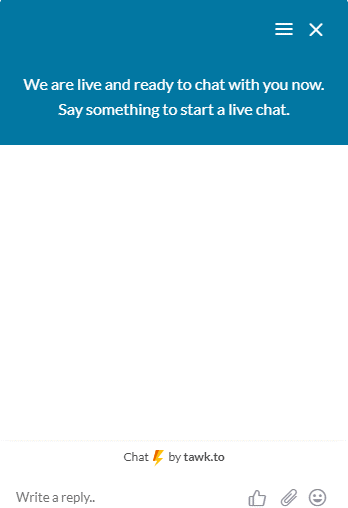 We are live and ready to chat with you now.
Say something to start a live chat.
Chat by tawk.to
Write a reply..